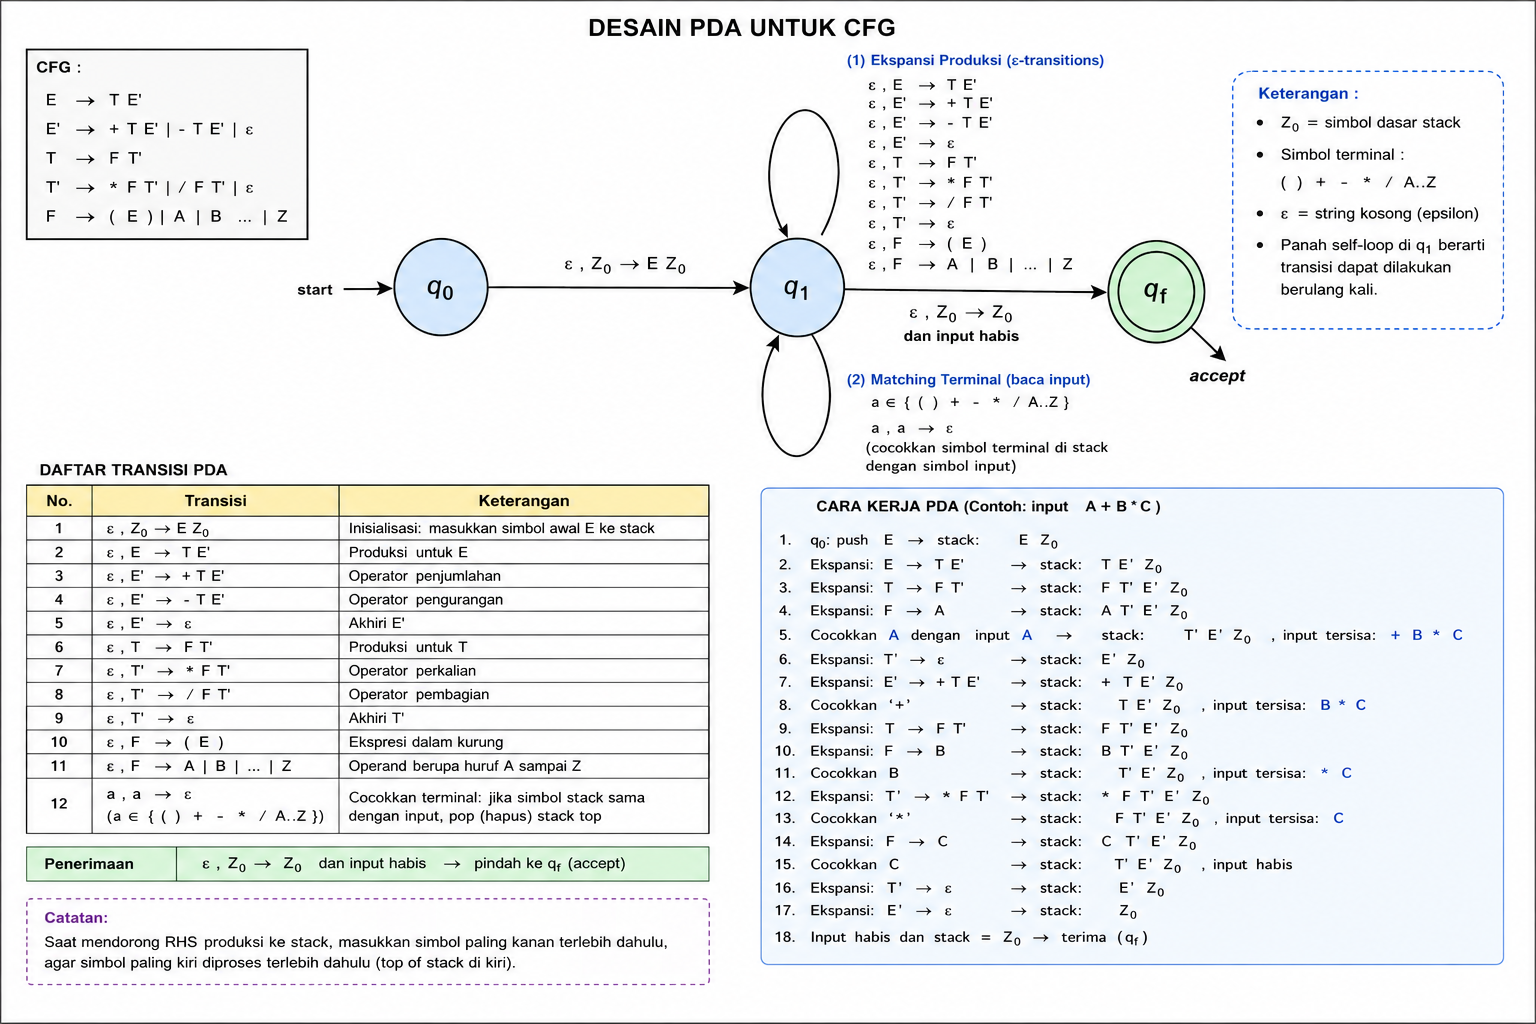 DESAIN PDA UNTUK CFG
CFG :
E → T E'
E' → + T E' | - T E' | ε
T → F T'
T' → * F T' | / F T' | ε
F → ( E ) | A | B ... | Z
start
q0
ε , Z0 → E Z0
q1
(1) Ekspansi Produksi (ε-transitions)
ε , E → T E'
ε , E' → + T E'
ε , E' → - T E'
ε , E' → ε
ε , T → F T'
ε , T' → * F T'
ε , T' → / F T'
ε , T' → ε
ε , F → ( E )
ε , F → A | B | ... | Z
ε , Z0 → Z0
dan input habis
qf
accept
Keterangan :
• Z0 = simbol dasar stack
• Simbol terminal :
( ) + - * / A..Z
• ε = string kosong (epsilon)
• Panah self-loop di q1 berarti
transisi dapat dilakukan
berulang kali.
(2) Matching Terminal (baca input)
a ∈ { ( ) + - * / A..Z }
a , a → ε
(cocokkan simbol terminal di stack
dengan simbol input)
DAFTAR TRANSISI PDA
No. Transisi Keterangan
1 ε , Z0 → E Z0 Inisialisasi: masukkan simbol awal E ke stack
2 ε , E → T E' Produksi untuk E
3 ε , E' → + T E' Operator penjumlahan
4 ε , E' → - T E' Operator pengurangan
5 ε , E' → ε Akhiri E'
6 ε , T → F T' Produksi untuk T
7 ε , T' → * F T' Operator perkalian
8 ε , T' → / F T' Operator pembagian
9 ε , T' → ε Akhiri T'
10 ε , F → ( E ) Ekspresi dalam kurung
11 ε , F → A | B | ... | Z Operand berupa huruf A sampai Z
12 a , a → ε Cocokkan terminal: jika simbol stack sama
(a ∈ { ( ) + - * / A..Z }) dengan input, pop (hapus) stack top
Penerimaan ε , Z0 → Z0 dan input habis → pindah ke qf (accept)
Catatan:
Saat mendorong RHS produksi ke stack, masukkan simbol paling kanan terlebih dahulu,
agar simbol paling kiri diproses terlebih dahulu (top of stack di kiri).
CARA KERJA PDA (Contoh: input A + B * C )
1. q0: push E → stack: E Z0
2. Ekspansi: E → T E' → stack: T E' Z0
3. Ekspansi: T → F T' → stack: F T' E' Z0
4. Ekspansi: F → A → stack: A T' E' Z0
5. Cocokkan A dengan input A → stack: T' E' Z0 , input tersisa: + B * C
6. Ekspansi: T' → ε → stack: E' Z0
7. Ekspansi: E' → + T E' → stack: + T E' Z0
8. Cocokkan ‘+’ → stack: T E' Z0 , input tersisa: B * C
9. Ekspansi: T → F T' → stack: F T' E' Z0
10. Ekspansi: F → B → stack: B T' E' Z0
11. Cocokkan B → stack: T' E' Z0 , input tersisa: * C
12. Ekspansi: T' → * F T' → stack: * F T' E' Z0
13. Cocokkan ‘*’ → stack: F T' E' Z0 , input tersisa: C
14. Ekspansi: F → C → stack: C T' E' Z0
15. Cocokkan C → stack: T' E' Z0 , input habis
16. Ekspansi: T' → ε → stack: E' Z0
17. Ekspansi: E' → ε → stack: Z0
18. Input habis dan stack = Z0 → terima (qf)